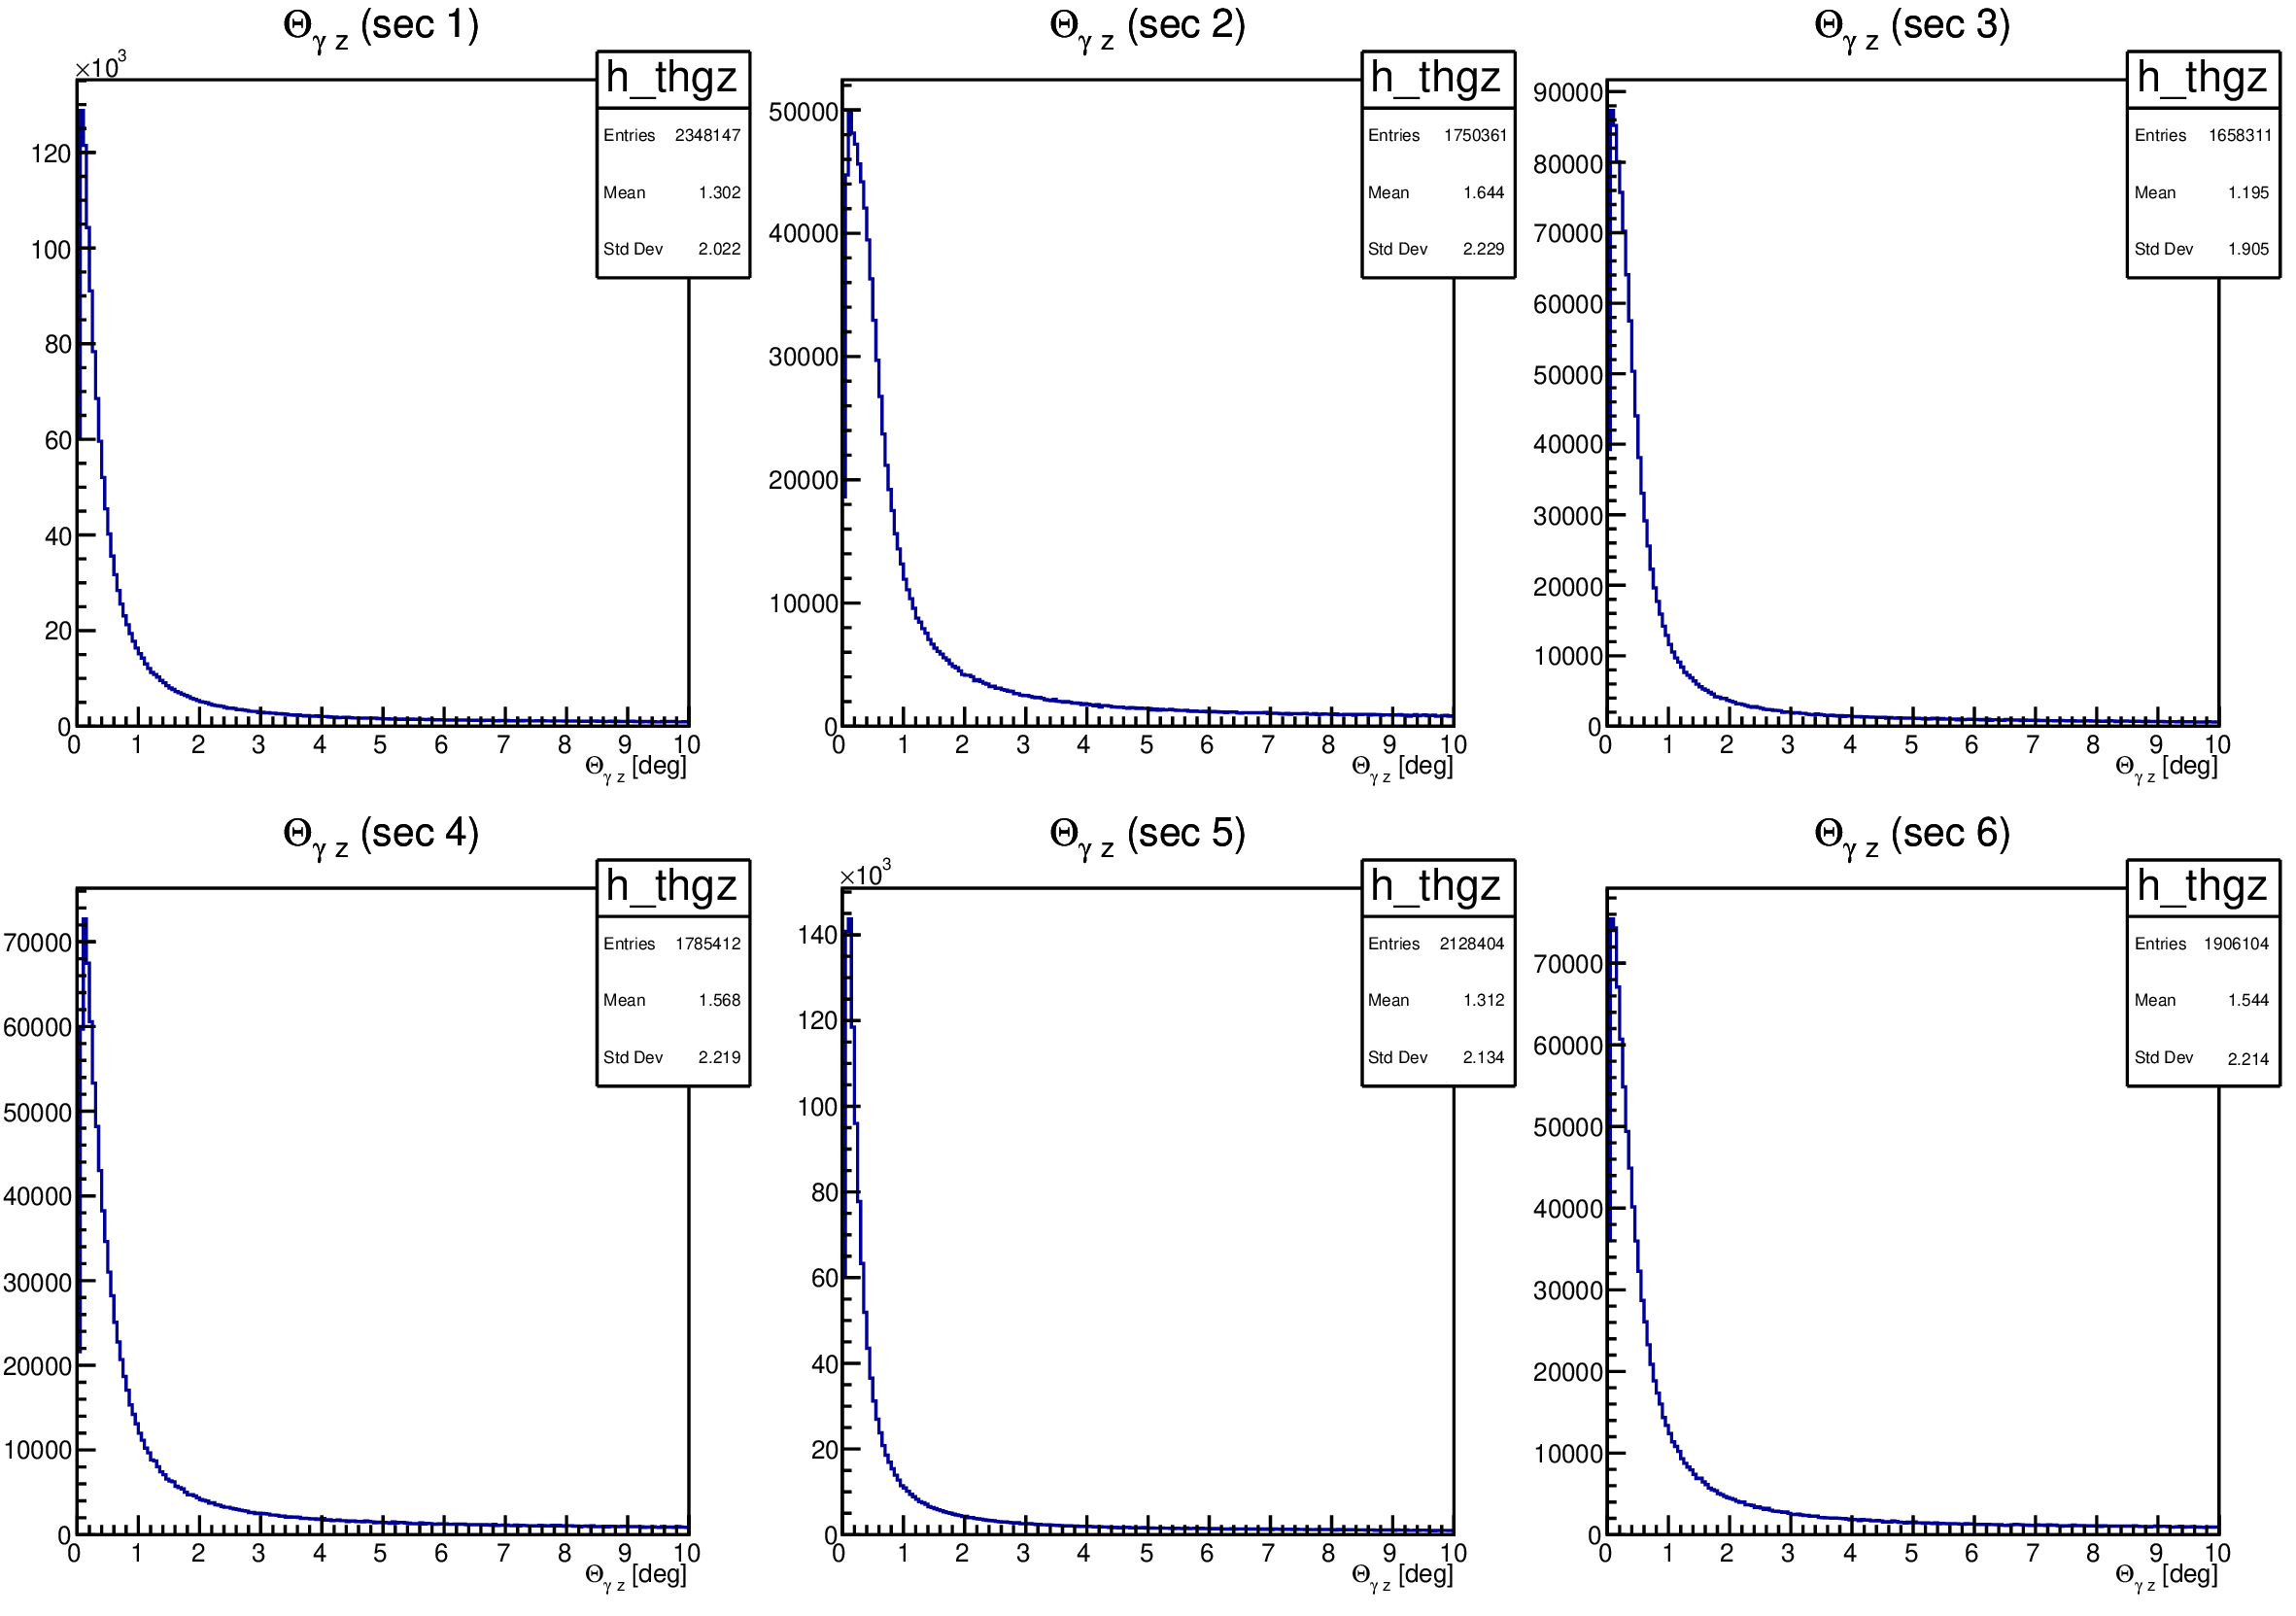 Θγ z (sec 1)
×10³
h_thgz
Entries 2348147
Mean 1.302
Std Dev 2.022
120
100
80
60
40
20
0
0 1 2 3 4 5 6 7 8 9 10
Θγ z [deg]
Θγ z (sec 2)
h_thgz
Entries 1750361
Mean 1.644
Std Dev 2.229
50000
40000
30000
20000
10000
0
0 1 2 3 4 5 6 7 8 9 10
Θγ z [deg]
Θγ z (sec 3)
h_thgz
Entries 1658311
Mean 1.195
Std Dev 1.905
90000
80000
70000
60000
50000
40000
30000
20000
10000
0
0 1 2 3 4 5 6 7 8 9 10
Θγ z [deg]
Θγ z (sec 4)
h_thgz
Entries 1785412
Mean 1.568
Std Dev 2.219
70000
60000
50000
40000
30000
20000
10000
0
0 1 2 3 4 5 6 7 8 9 10
Θγ z [deg]
Θγ z (sec 5)
×10³
h_thgz
Entries 2128404
Mean 1.312
Std Dev 2.134
140
120
100
80
60
40
20
0
0 1 2 3 4 5 6 7 8 9 10
Θγ z [deg]
Θγ z (sec 6)
h_thgz
Entries 1906104
Mean 1.544
Std Dev 2.214
70000
60000
50000
40000
30000
20000
10000
0
0 1 2 3 4 5 6 7 8 9 10
Θγ z [deg]